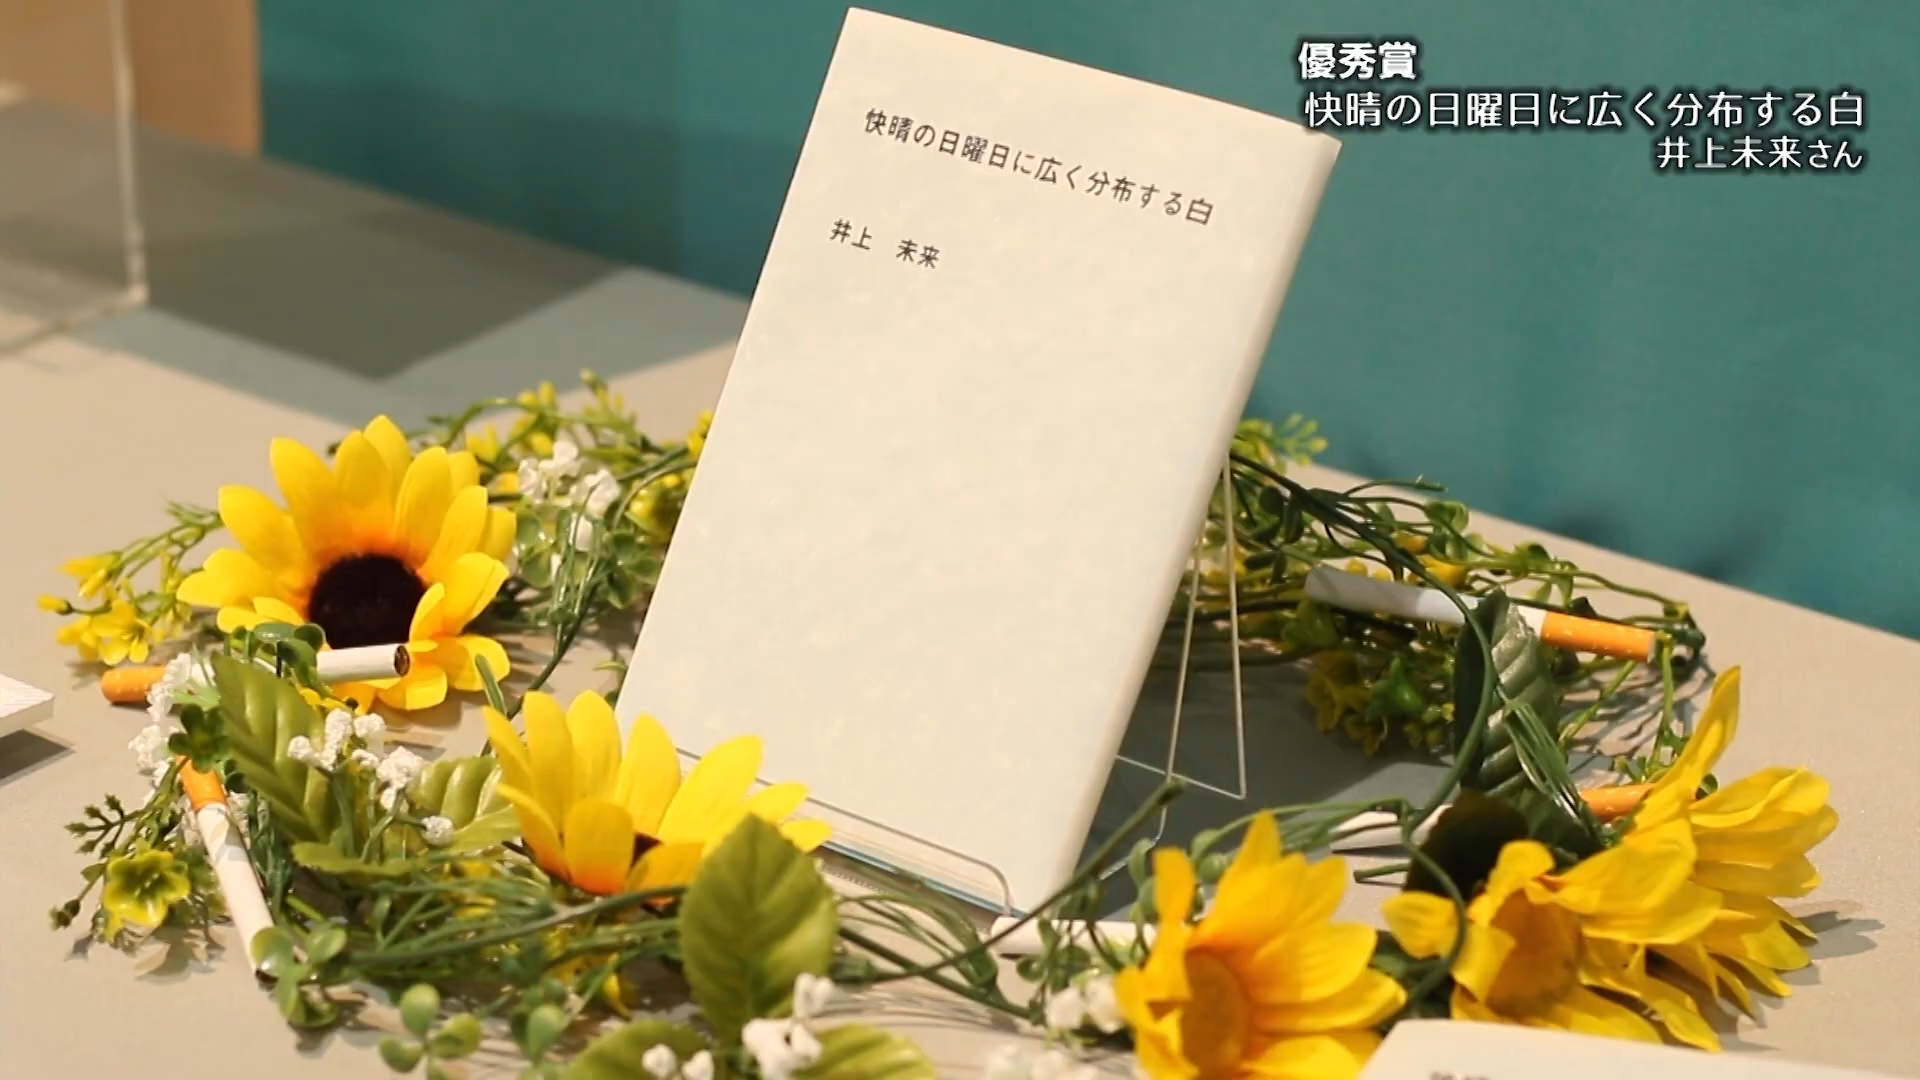 優秀賞
快晴の日曜日に広く分布する白
井上未来さん
快晴の日曜日に広く分布する白
井上 未来